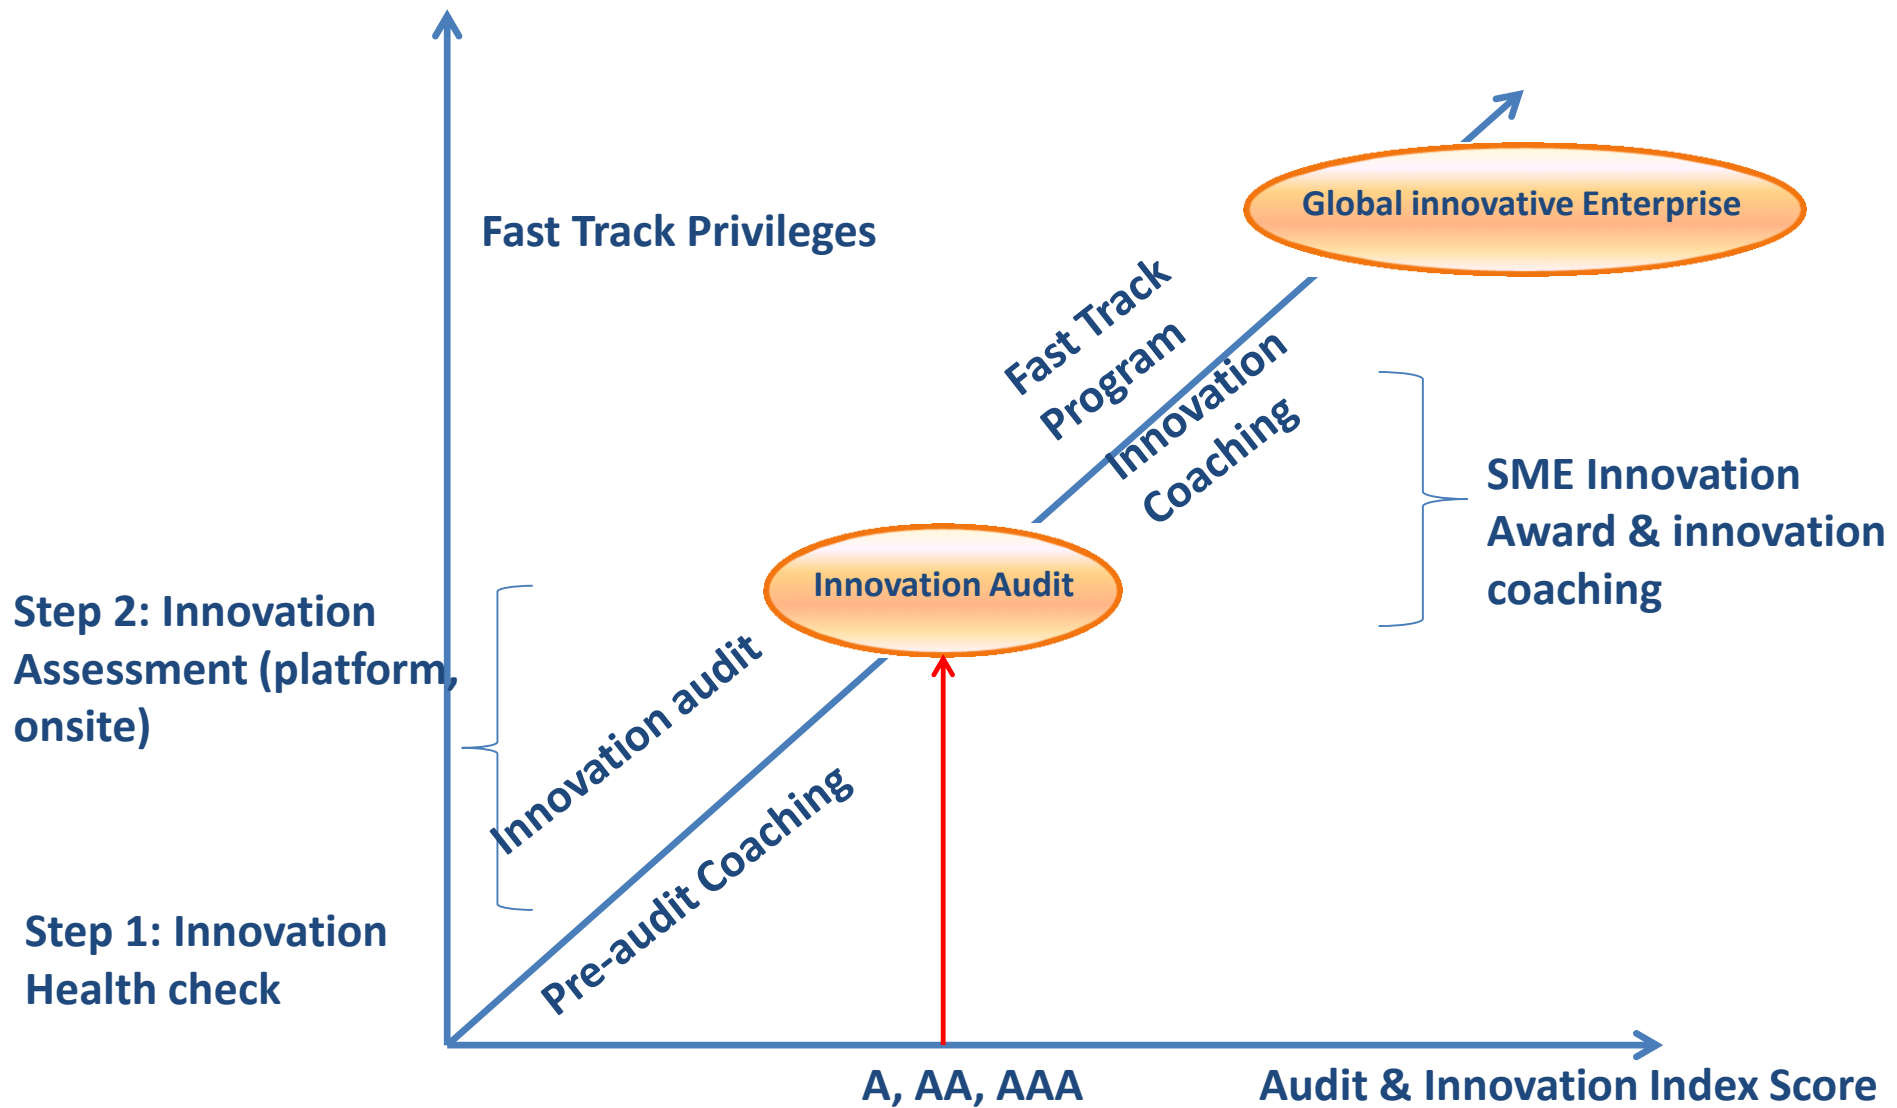 Global innovative Enterprise
Fast Track Privileges
Fast Track
Program
Innovation
Coaching
SME Innovation
Award & innovation
coaching
Innovation Audit
Step 2: Innovation
Assessment (platform,
onsite)
Innovation audit
Pre-audit Coaching
Step 1: Innovation
Health check
A, AA, AAA
Audit & Innovation Index Score